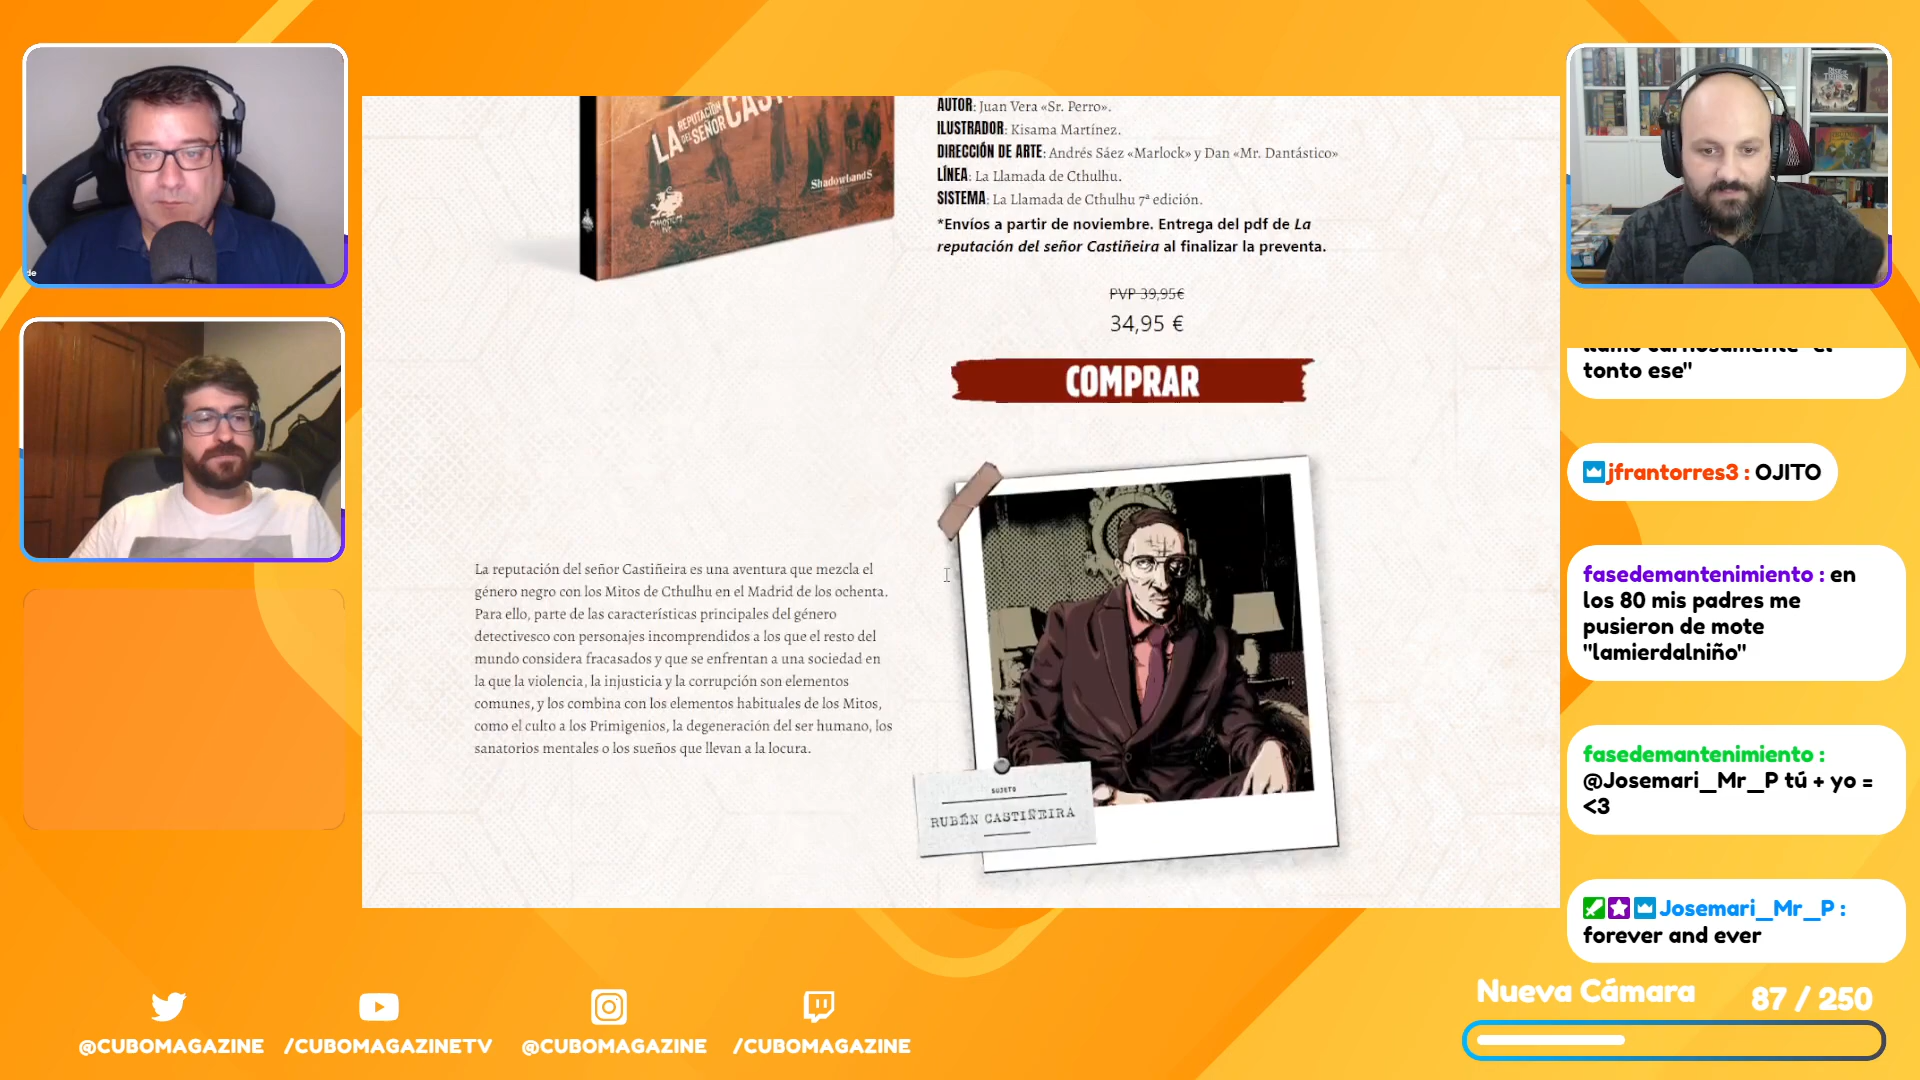 LA REPUTACIÓN
DEL SEÑOR CASTI
ShadowlandS
de
AUTOR: Juan Vera «Sr. Perro».
ILUSTRADOR: Kisama Martínez.
DIRECCIÓN DE ARTE: Andrés Sáez «Marlock» y Dan «Mr. Dantástico»
LÍNEA: La Llamada de Cthulhu.
SISTEMA: La Llamada de Cthulhu 7ª edición.
*Envíos a partir de noviembre. Entrega del pdf de La
reputación del señor Castiñeira al finalizar la preventa.
PVP 39,95€
34,95 €
COMPRAR
La reputación del señor Castiñeira es una aventura que mezcla el
género negro con los Mitos de Cthulhu en el Madrid de los ochenta.
Para ello, parte de las características principales del género
detectivesco con personajes incomprendidos a los que el resto del
mundo considera fracasados y que se enfrentan a una sociedad en
la que la violencia, la injusticia y la corrupción son elementos
comunes, y los combina con los elementos habituales de los Mitos,
como el culto a los Primigenios, la degeneración del ser humano, los
sanatorios mentales o los sueños que llevan a la locura.
SUJETO
RUBÉN CASTIÑEIRA
tonto ese"
jfrantorres3 : OJITO
fasedemantenimiento : en
los 80 mis padres me
pusieron de mote
"lamierdalniño"
fasedemantenimiento :
@Josemari_Mr_P tú + yo =
<3
Josemari_Mr_P :
forever and ever
Nueva Cámara 87 / 250
@CUBOMAGAZINE /CUBOMAGAZINETV @CUBOMAGAZINE /CUBOMAGAZINE